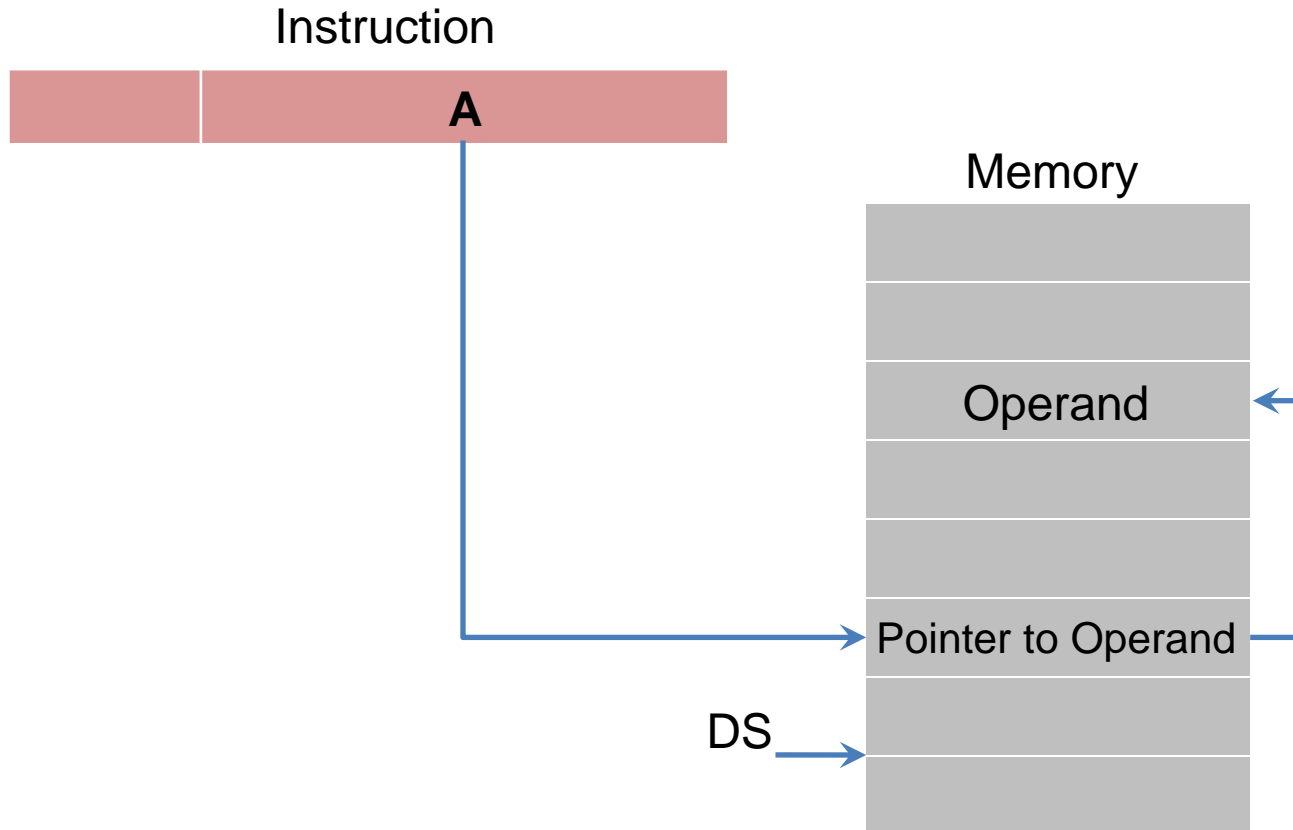 Instruction
A
Memory
Operand
Pointer to Operand
DS